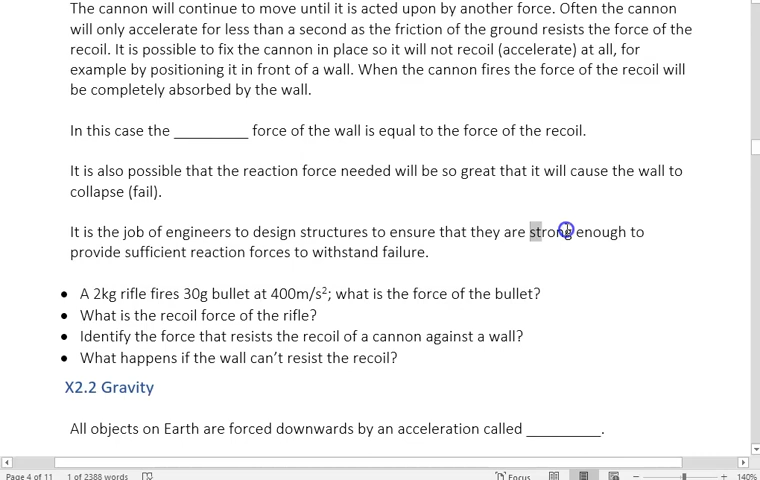 The cannon will continue to move until it is acted upon by another force. Often the cannon
will only accelerate for less than a second as the friction of the ground resists the force of the
recoil. It is possible to fix the cannon in place so it will not recoil (accelerate) at all, for
example by positioning it in front of a wall. When the cannon fires the force of the recoil will
be completely absorbed by the wall.
In this case the __________ force of the wall is equal to the force of the recoil.
It is also possible that the reaction force needed will be so great that it will cause the wall to
collapse (fail).
It is the job of engineers to design structures to ensure that they are strong enough to
provide sufficient reaction forces to withstand failure.
• A 2kg rifle fires 30g bullet at 400m/s²; what is the force of the bullet?
• What is the recoil force of the rifle?
• Identify the force that resists the recoil of a cannon against a wall?
• What happens if the wall can't resist the recoil?
X2.2 Gravity
All objects on Earth are forced downwards by an acceleration called __________.
Page 4 of 11 1 of 2388 words Focus 140%